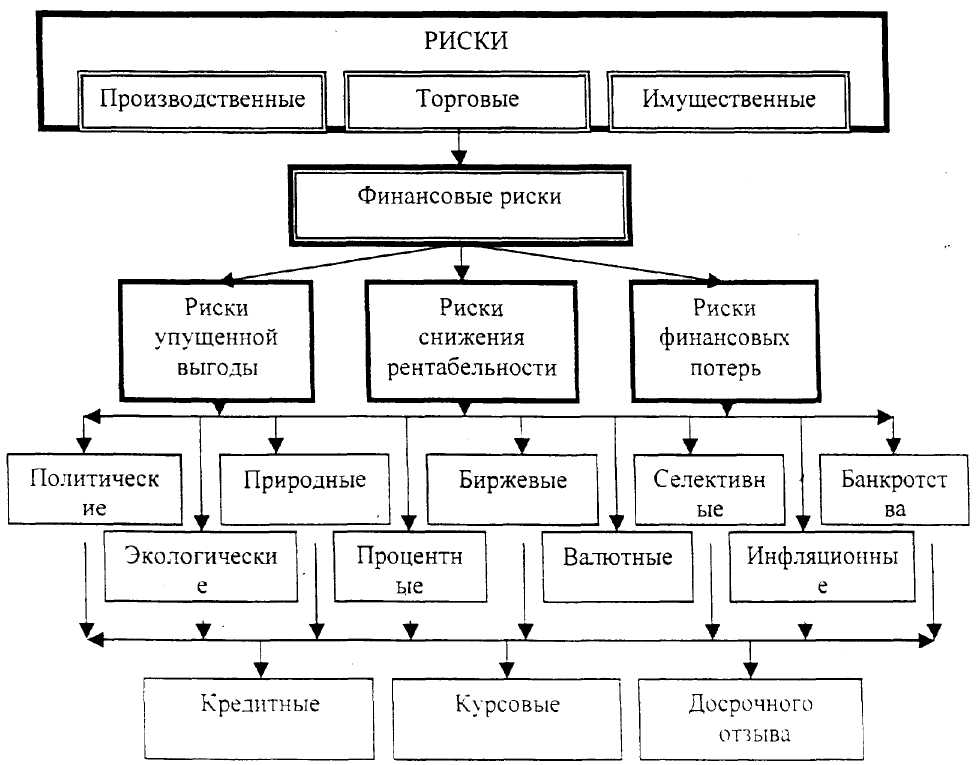 РИСКИ
Производственные
Торговые
Имущественные
Финансовые риски
Риски
упущенной
выгоды
Риски
снижения
рентабельности
Риски
финансовых
потерь
Политическ
ие
Природные
Биржевые
Селективн
ые
Банкротст
ва
Экологически
е
Процентн
ые
Валютные
Инфляционны
е
Кредитные
Курсовые
Досрочного
отзыва